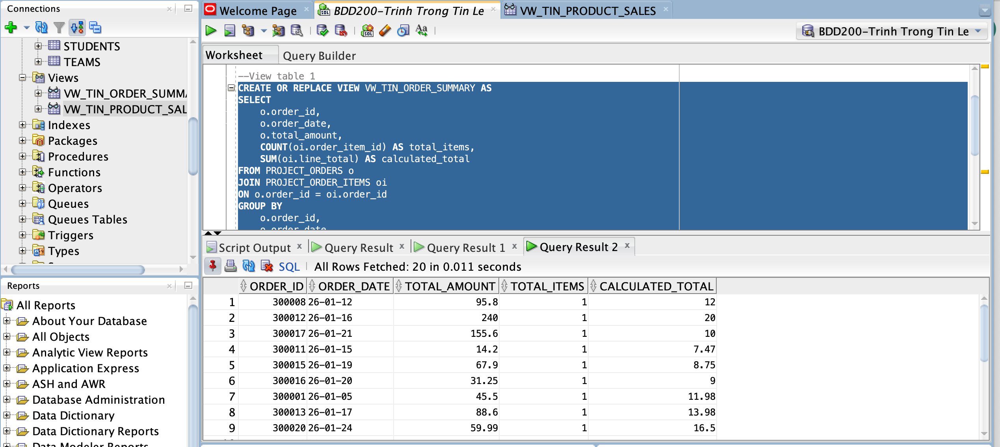 Connections
STUDENTS
TEAMS
Views
VW_TIN_ORDER_SUMMA
VW_TIN_PRODUCT_SAL
Indexes
Packages
Procedures
Functions
Operators
Queues
Queues Tables
Triggers
Types
Reports
All Reports
About Your Database
All Objects
Analytic View Reports
Application Express
ASH and AWR
Database Administration
Data Dictionary
Data Dictionary Reports
Data Modeler Reports
Welcome Page
BDD200-Trinh Trong Tin Le
VW_TIN_PRODUCT_SALES
BDD200-Trinh Trong Tin Le
Worksheet Query Builder
--View table 1
CREATE OR REPLACE VIEW VW_TIN_ORDER_SUMMARY AS
SELECT
o.order_id,
o.order_date,
o.total_amount,
COUNT(oi.order_item_id) AS total_items,
SUM(oi.line_total) AS calculated_total
FROM PROJECT_ORDERS o
JOIN PROJECT_ORDER_ITEMS oi
ON o.order_id = oi.order_id
GROUP BY
o.order_id,
o.order_date
Script Output Query Result Query Result 1 Query Result 2
SQL All Rows Fetched: 20 in 0.011 seconds
ORDER_ID ORDER_DATE TOTAL_AMOUNT TOTAL_ITEMS CALCULATED_TOTAL
1 300008 26-01-12 95.8 1 12
2 300012 26-01-16 240 1 20
3 300017 26-01-21 155.6 1 10
4 300011 26-01-15 14.2 1 7.47
5 300015 26-01-19 67.9 1 8.75
6 300016 26-01-20 31.25 1 9
7 300001 26-01-05 45.5 1 11.98
8 300013 26-01-17 88.6 1 13.98
9 300020 26-01-24 59.99 1 16.5